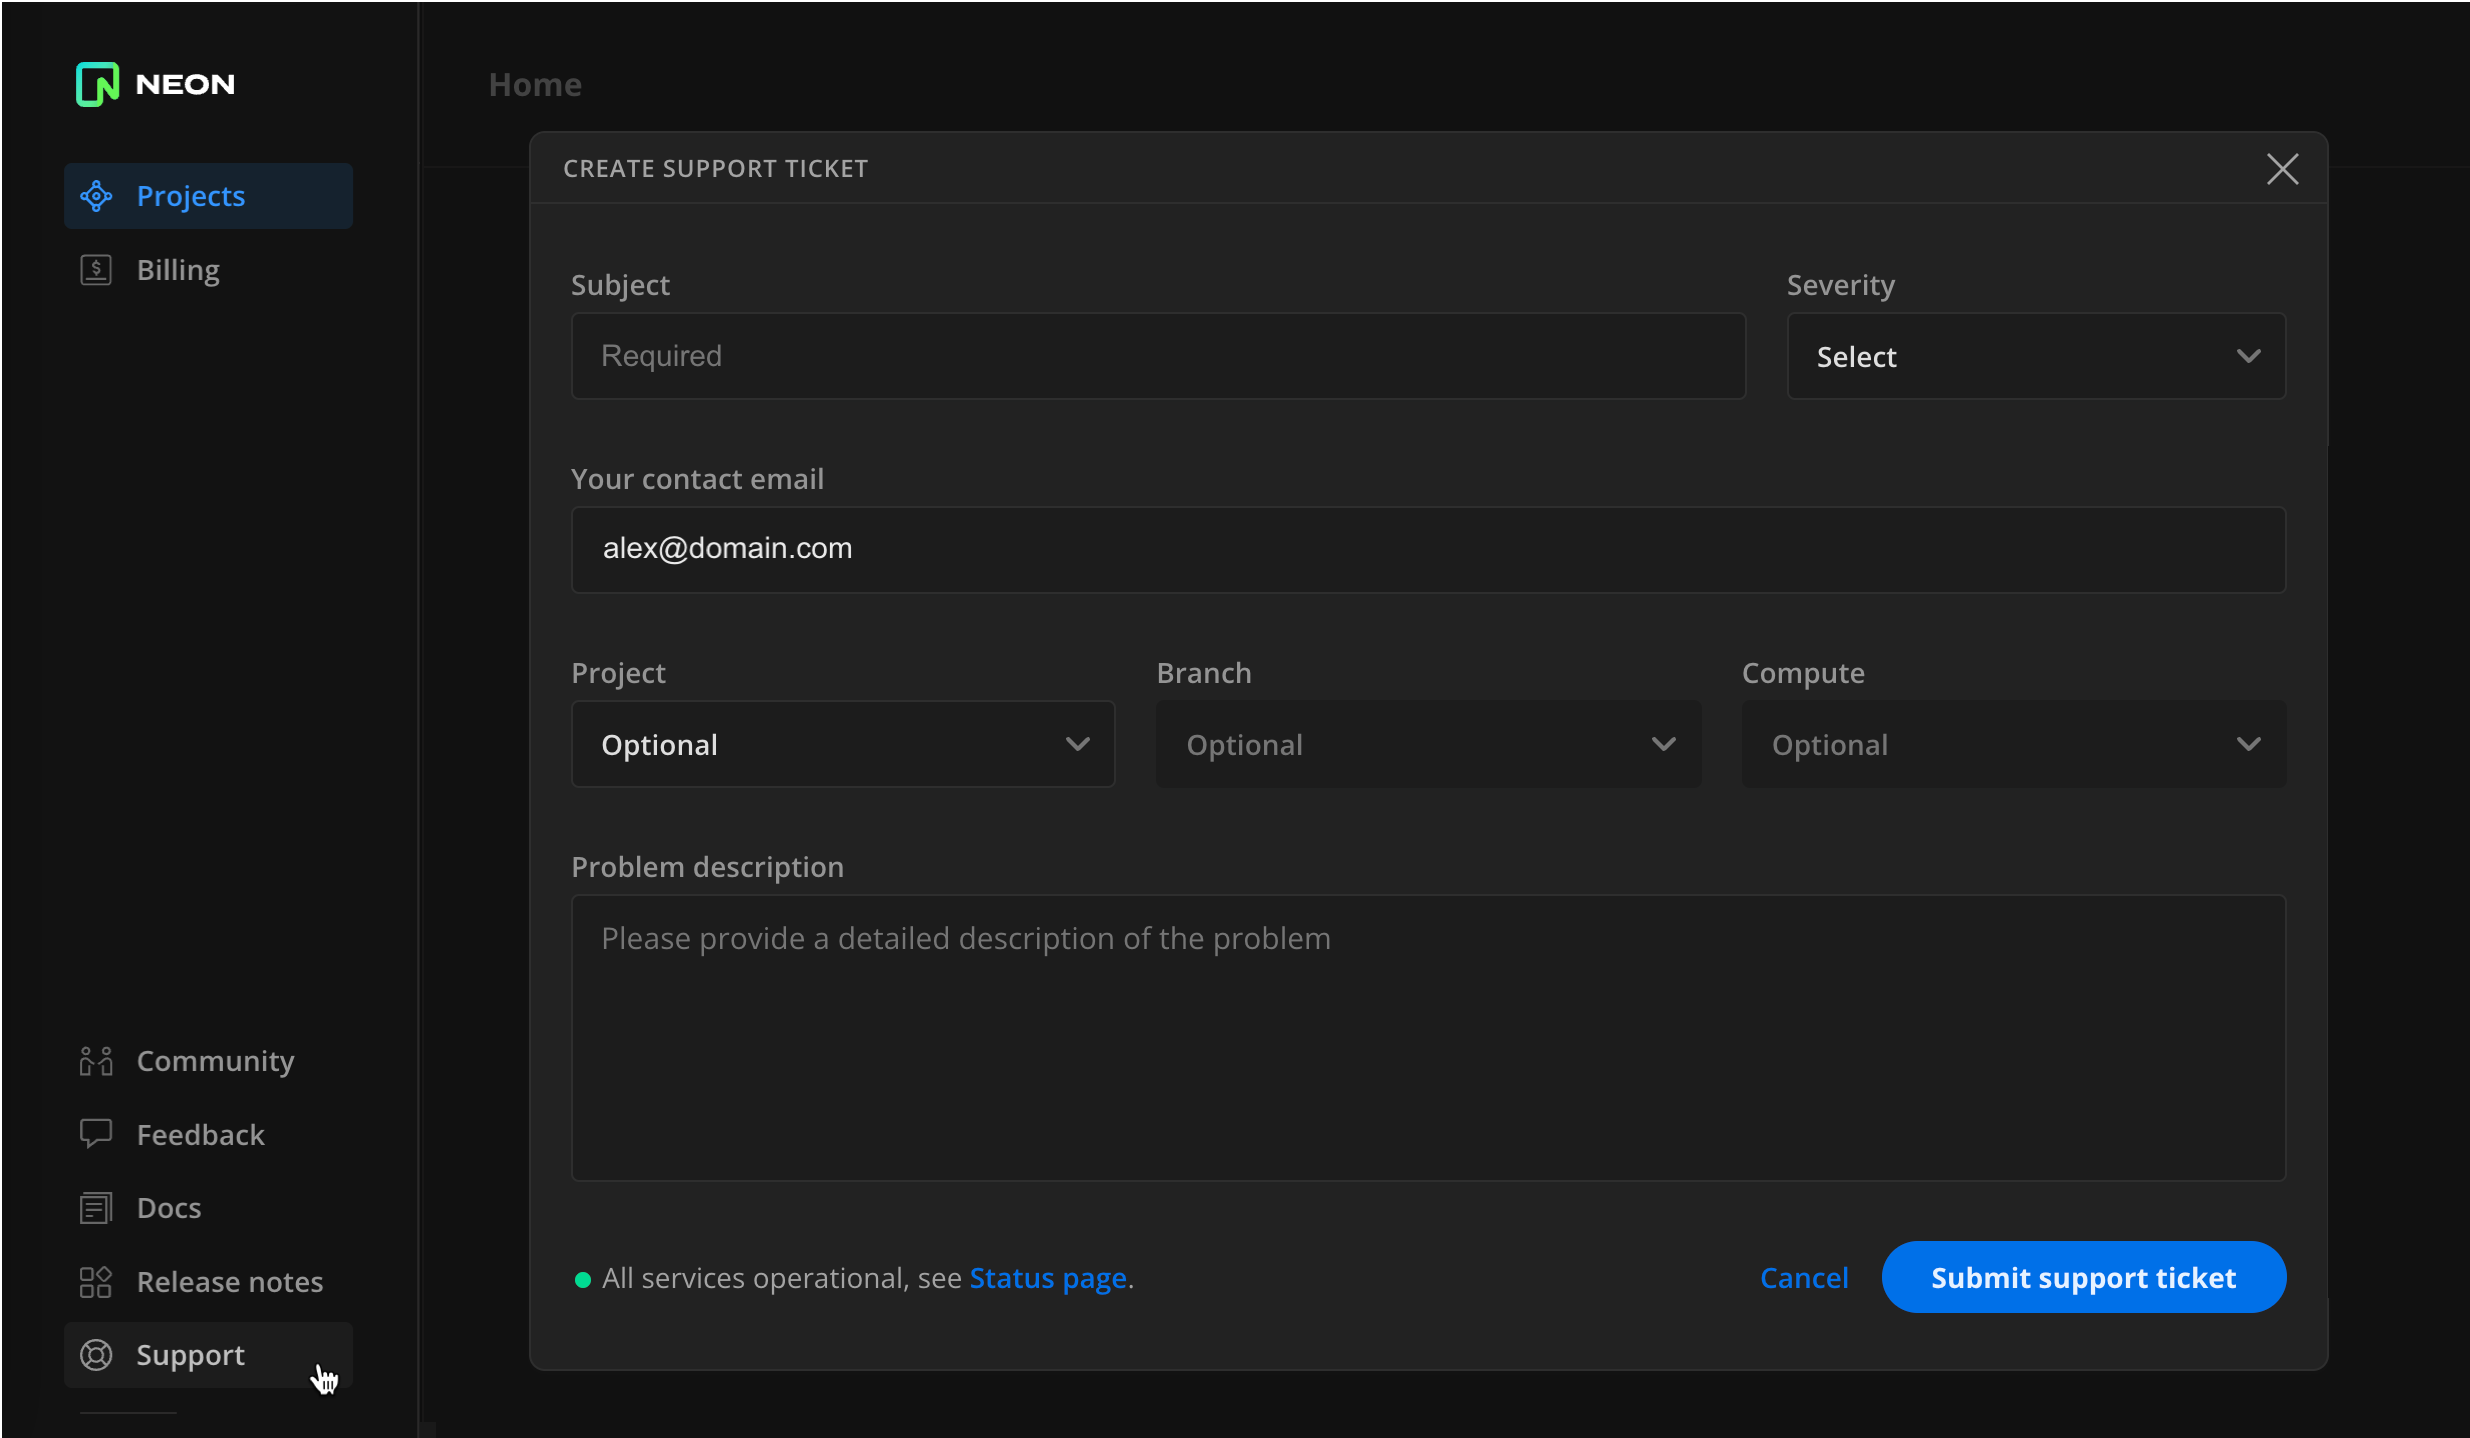 NEON
Projects
Billing
Community
Feedback
Docs
Release notes
Support
Home
CREATE SUPPORT TICKET
Subject
Required
Severity
Select
Your contact email
alex@domain.com
Project
Optional
Branch
Optional
Compute
Optional
Problem description
Please provide a detailed description of the problem
All services operational, see Status page.
Cancel
Submit support ticket